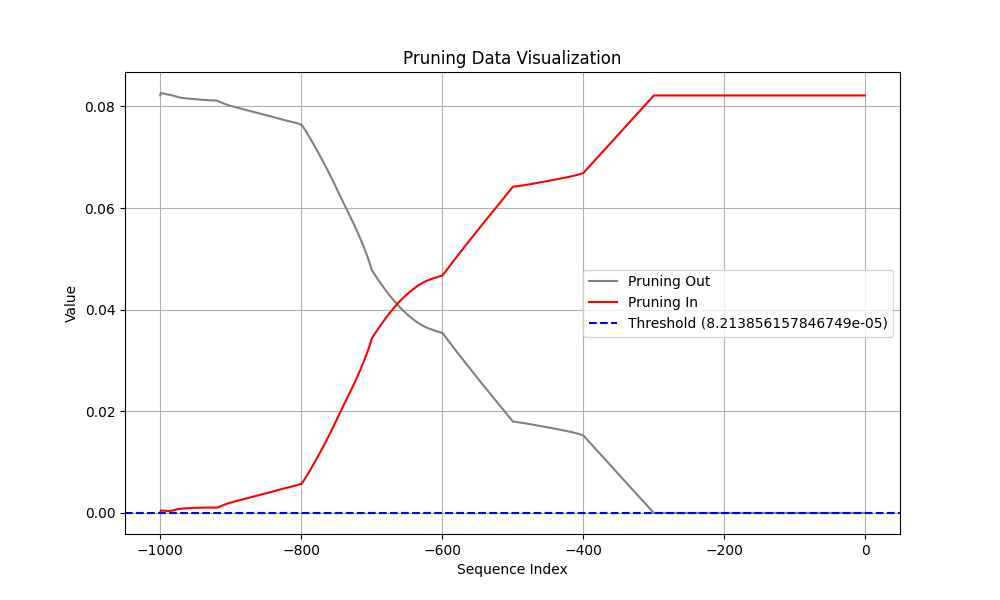 Pruning Data Visualization
Value
0.08
0.06
0.04
0.02
0.00
Pruning Out
Pruning In
Threshold (8.213856157846749e-05)
−1000
−800
−600
−400
−200
0
Sequence Index